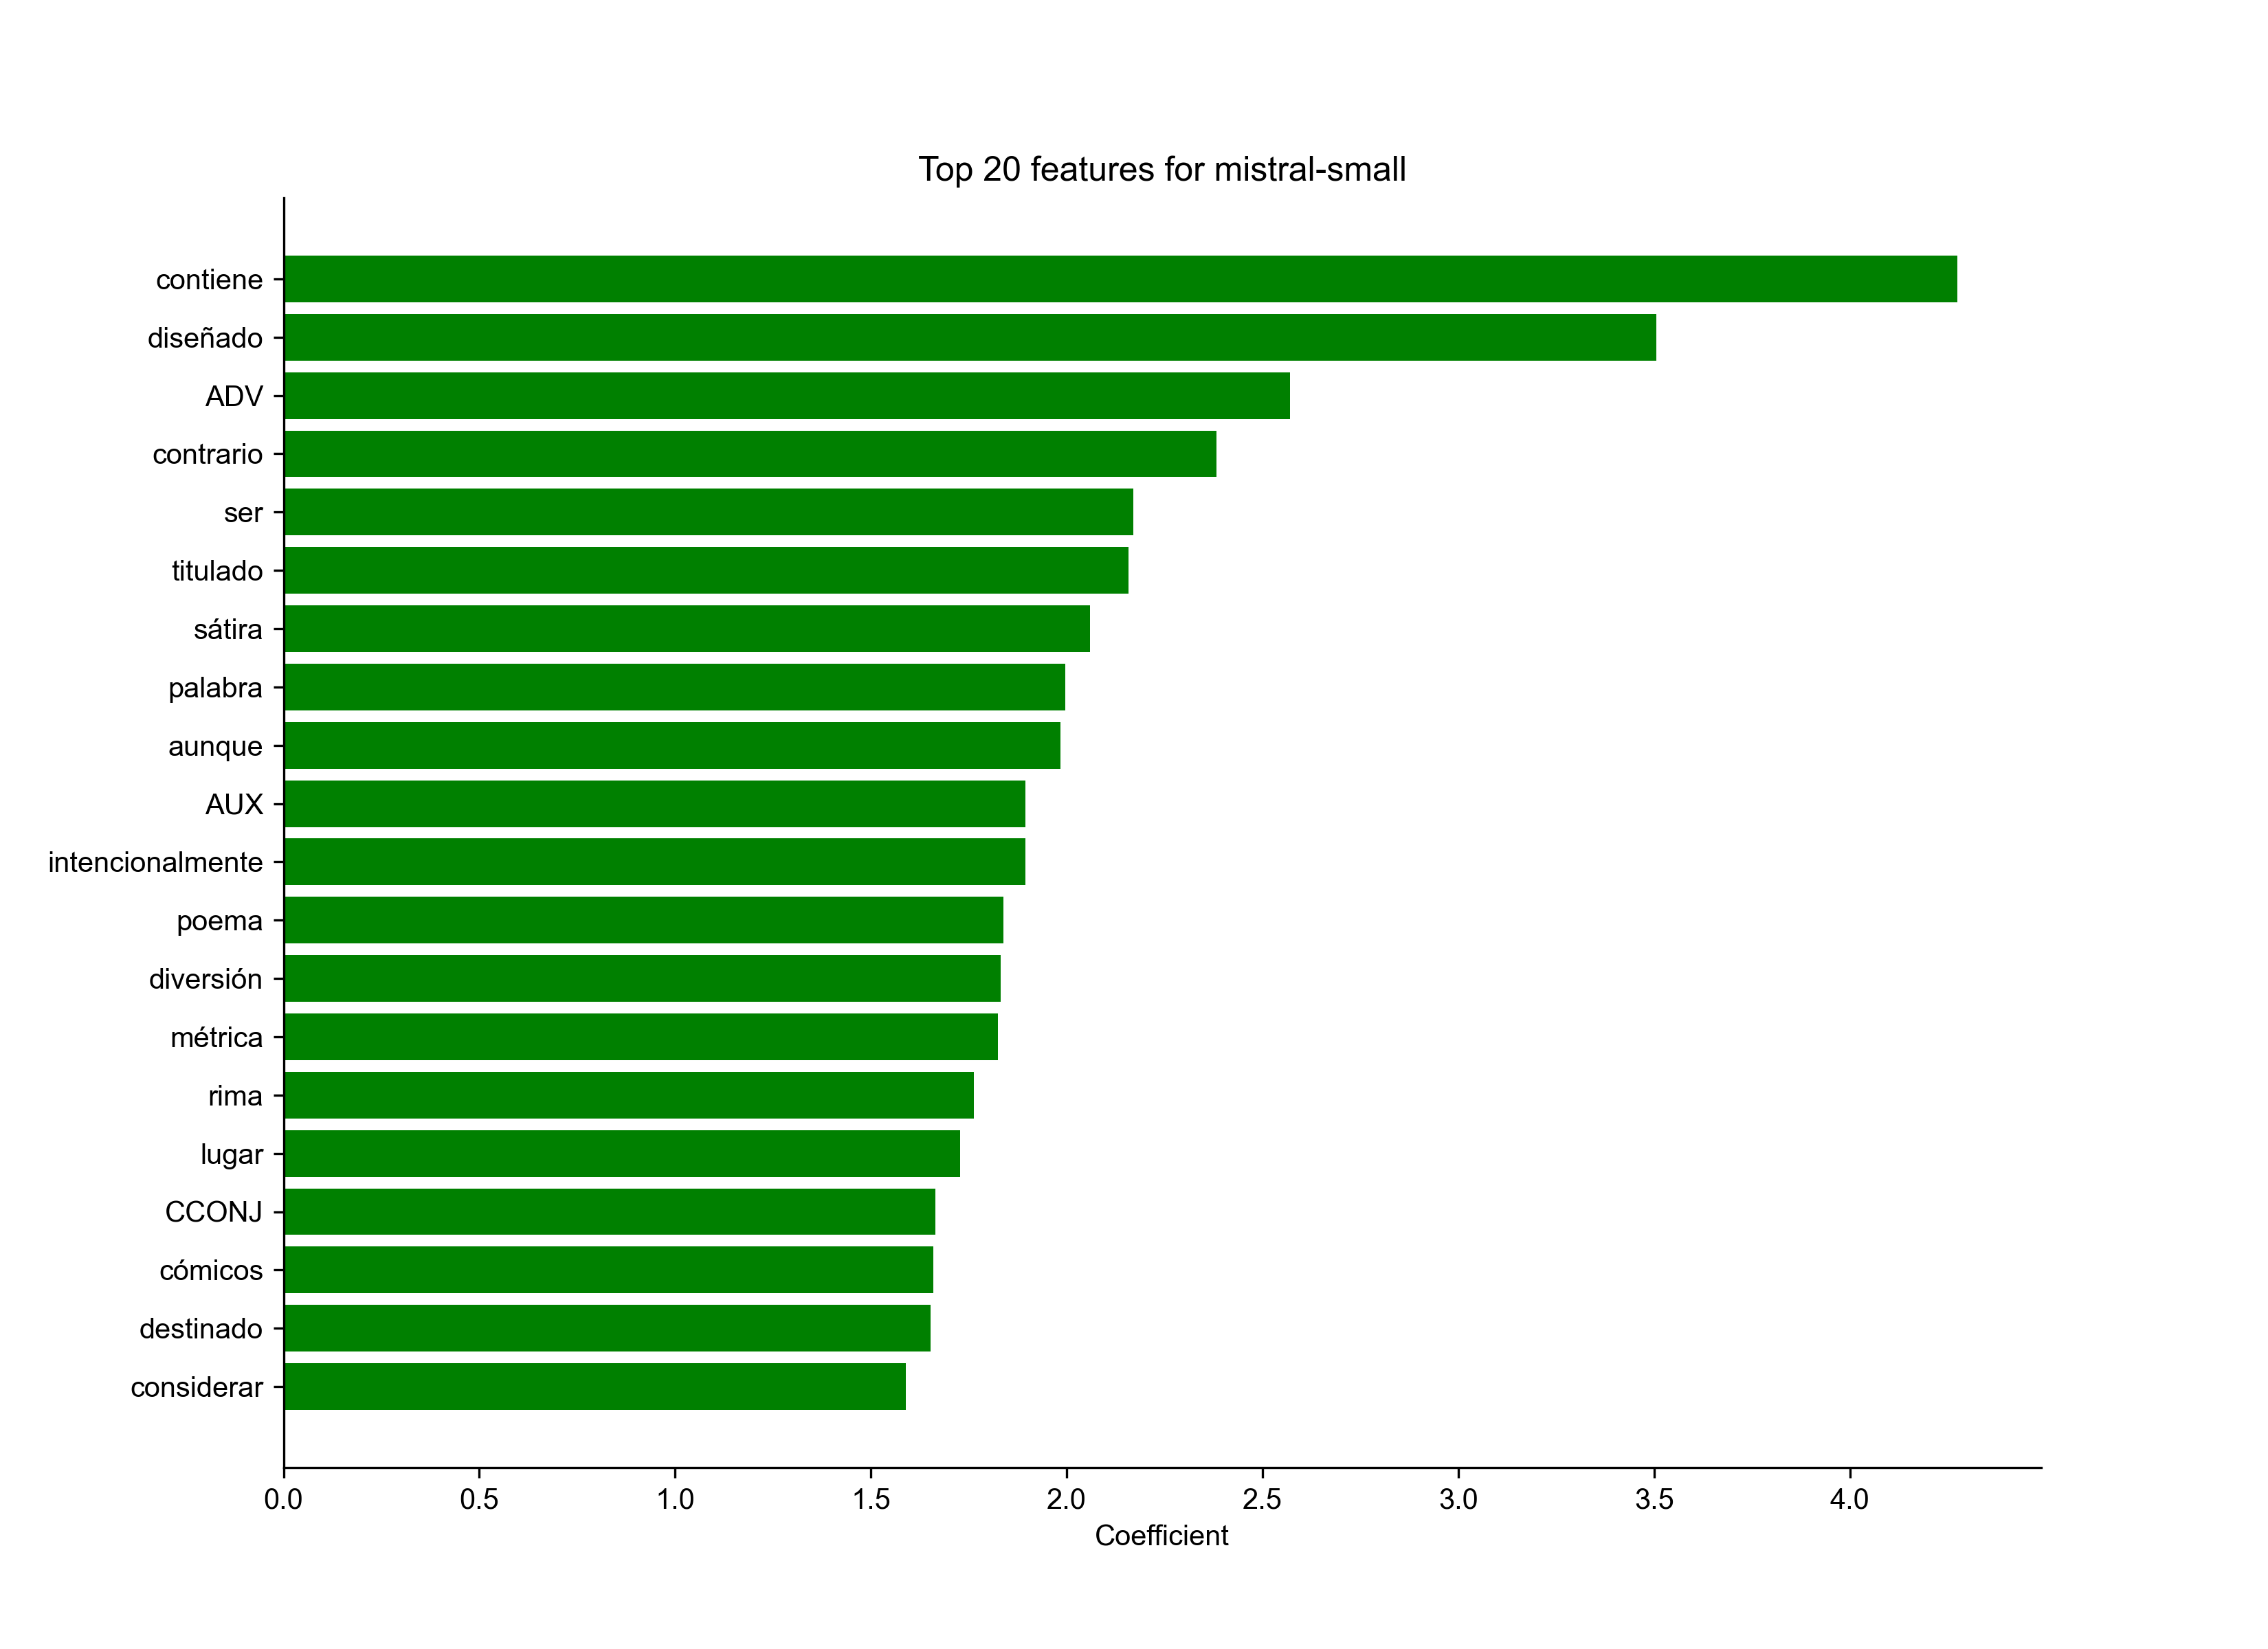 Top 20 features for mistral-small
contiene
diseñado
ADV
contrario
ser
titulado
sátira
palabra
aunque
AUX
intencionalmente
poema
diversión
métrica
rima
lugar
CCONJ
cómicos
destinado
considerar
0.0 0.5 1.0 1.5 2.0 2.5 3.0 3.5 4.0
Coefficient